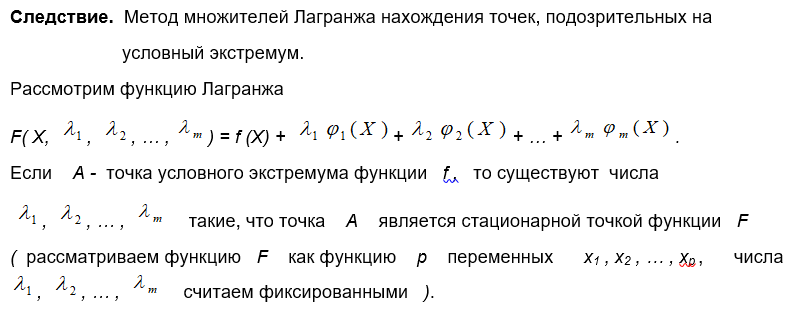 Следствие. Метод множителей Лагранжа нахождения точек, подозрительных на
условный экстремум.
Рассмотрим функцию Лагранжа
F( X, λ₁ , λ₂ , … , λₘ ) = f (X) + λ₁ φ₁ ( X ) + λ₂ φ₂ ( X ) + … + λₘ φₘ ( X ) .
Если A - точка условного экстремума функции f , то существуют числа
λ₁ , λ₂ , … , λₘ такие, что точка A является стационарной точкой функции F
( рассматриваем функцию F как функцию p переменных x₁ , x₂ , … , xₚ , числа
λ₁ , λ₂ , … , λₘ считаем фиксированными ).